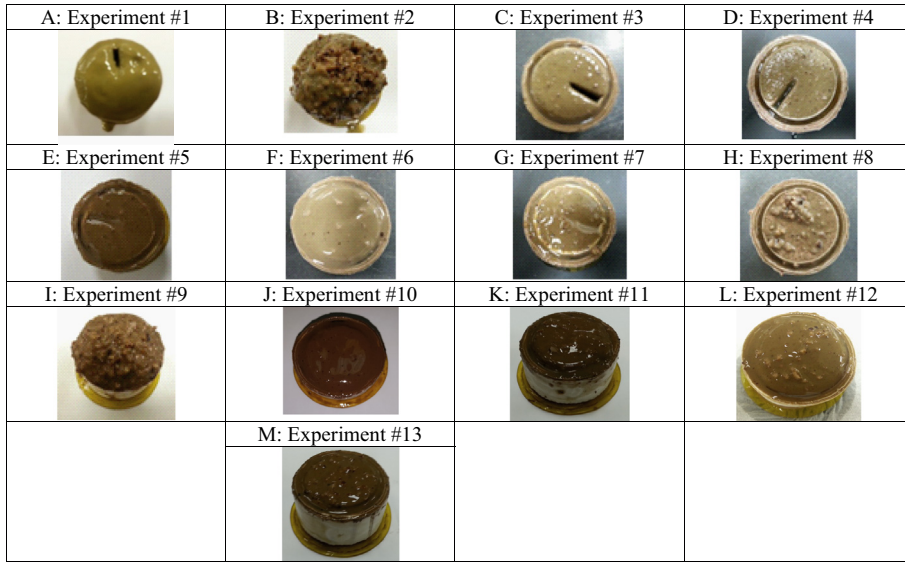 A: Experiment #1
B: Experiment #2
C: Experiment #3
D: Experiment #4
E: Experiment #5
F: Experiment #6
G: Experiment #7
H: Experiment #8
I: Experiment #9
J: Experiment #10
K: Experiment #11
L: Experiment #12
M: Experiment #13